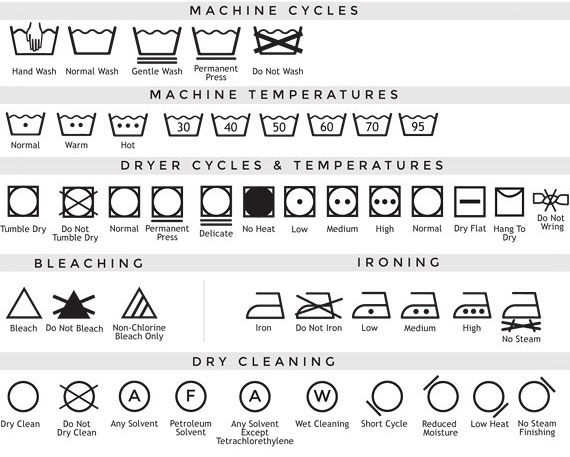 MACHINE CYCLES
Hand Wash Normal Wash Gentle Wash Permanent Press Do Not Wash
MACHINE TEMPERATURES
30 40 50 60 70 95
Normal Warm Hot
DRYER CYCLES & TEMPERATURES
Tumble Dry Do Not Tumble Dry Normal Permanent Press Delicate No Heat Low Medium High Normal Dry Flat Hang To Dry Do Not Wring
BLEACHING IRONING
Bleach Do Not Bleach Non-Chlorine Bleach Only Iron Do Not Iron Low Medium High No Steam
DRY CLEANING
A F A W
Dry Clean Do Not Dry Clean Any Solvent Petroleum Solvent Any Solvent Except Tetrachlorethylene Wet Cleaning Short Cycle Reduced Moisture Low Heat No Steam Finishing